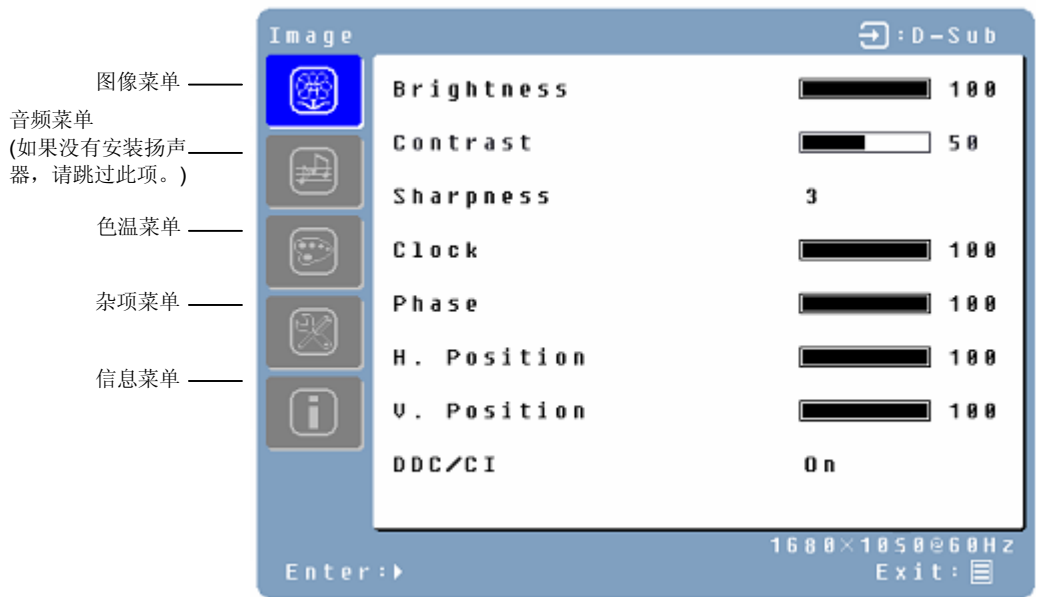 图像菜单
音频菜单
(如果没有安装扬声
器，请跳过此项。)
色温菜单
杂项菜单
信息菜单
Image
:D-Sub
Brightness 100
Contrast 50
Sharpness 3
Clock 100
Phase 100
H. Position 100
V. Position 100
DDC/CI On
1680×1050@60Hz
Enter: Exit: